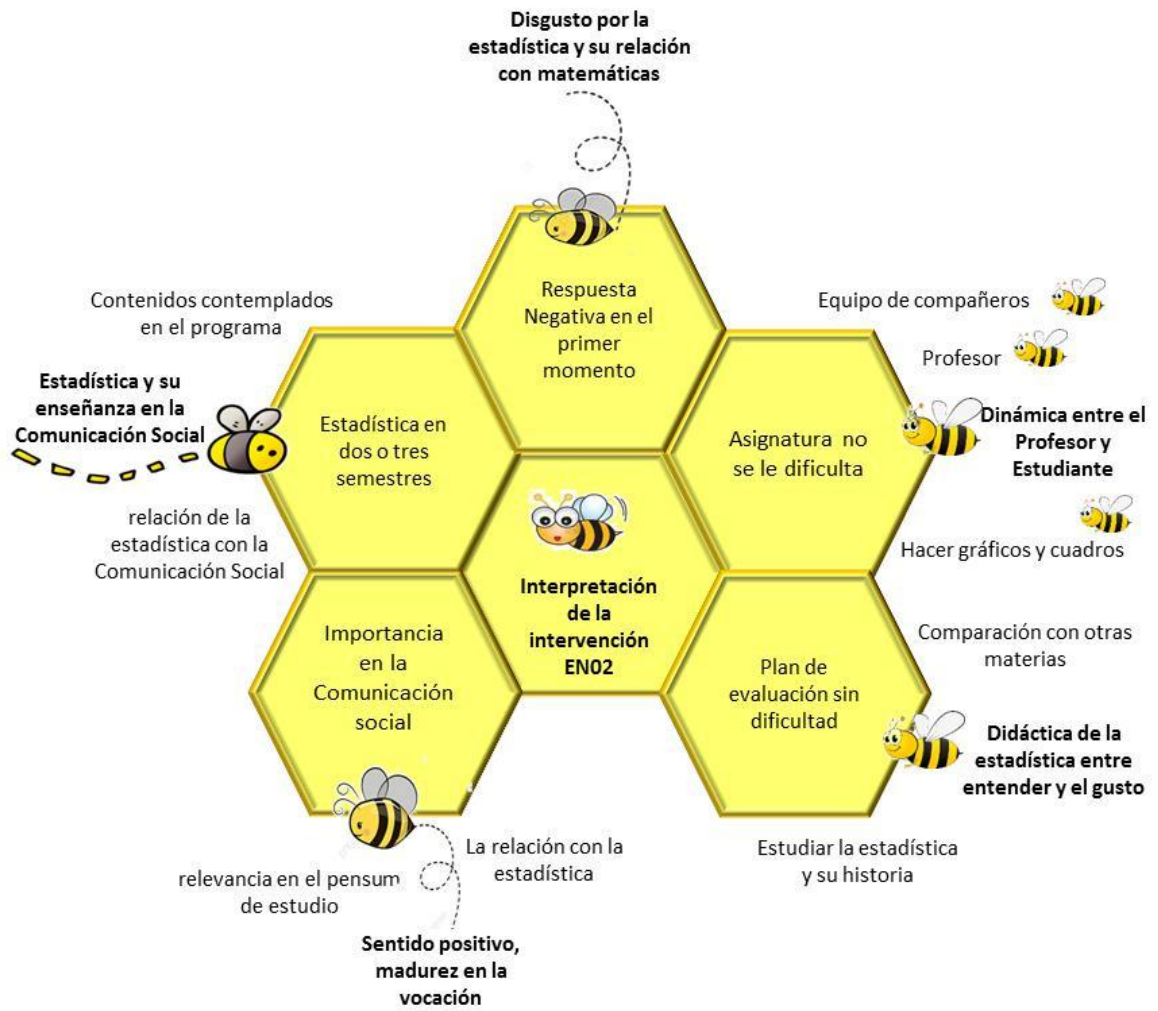 Disgusto por la
estadística y su relación
con matemáticas
Respuesta
Negativa en el
primer
momento
Contenidos contemplados
en el programa
Estadística y su
enseñanza en la
Comunicación Social
Estadística en
dos o tres
semestres
relación de la
estadística con la
Comunicación Social
Equipo de compañeros
Profesor
Asignatura no
se le dificulta
Dinámica entre el
Profesor y
Estudiante
Hacer gráficos y cuadros
Interpretación
de la
intervención
EN02
Importancia
en la
Comunicación
social
Plan de
evaluación sin
dificultad
Comparación con otras
materias
Didáctica de la
estadística entre
entender y el gusto
La relación con la
estadística
relevancia en el pensum
de estudio
Estudiar la estadística
y su historia
Sentido positivo,
madurez en la
vocación